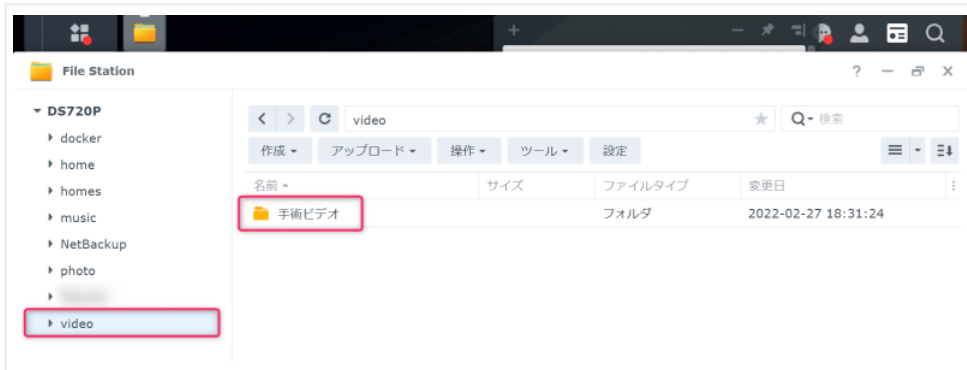 File Station
DS720P
docker
home
homes
music
NetBackup
photo
video
video
検索
作成 アップロード 操作 ツール 設定
名前 サイズ ファイルタイプ 変更日
手術ビデオ フォルダ 2022-02-27 18:31:24